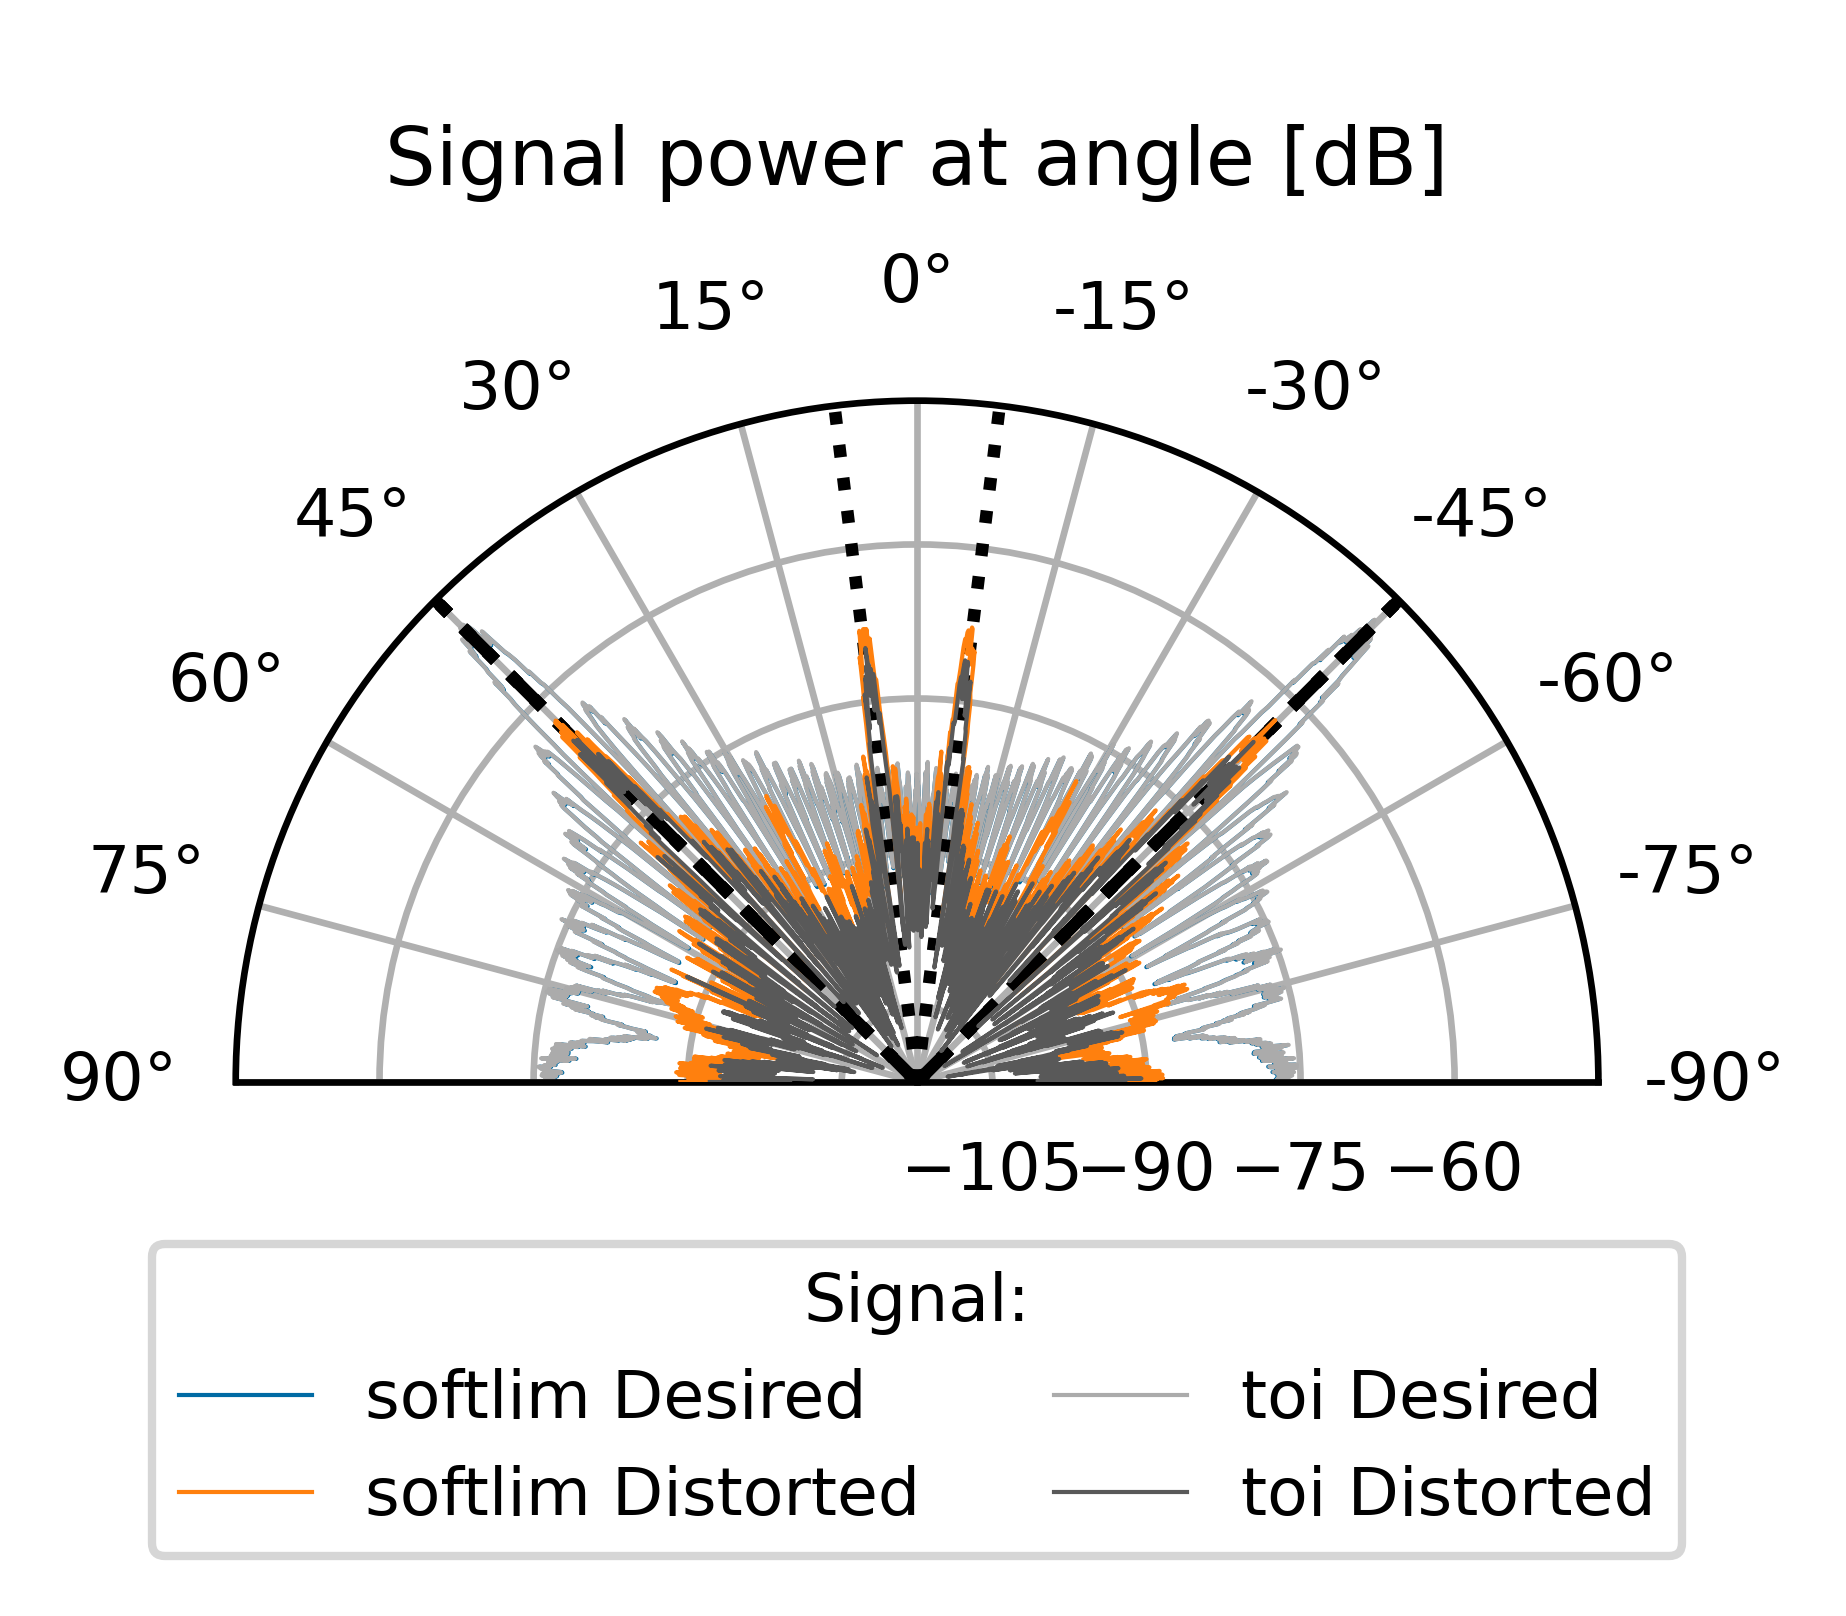 Signal power at angle [dB]
0°
15°
-15°
30°
-30°
45°
-45°
60°
-60°
75°
-75°
90°
-90°
−105 −90 −75 −60
Signal:
softlim Desired
toi Desired
softlim Distorted
toi Distorted